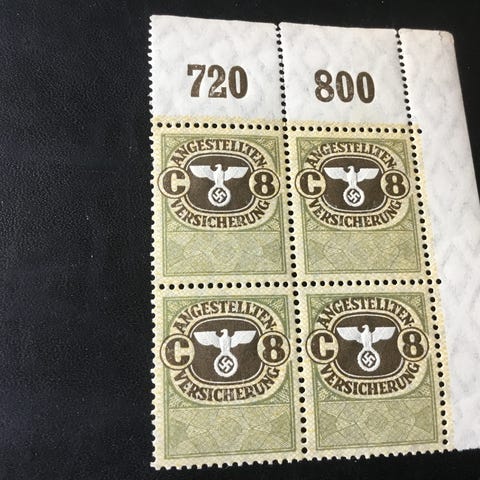 720 800
ANGESTELLTEN
C 8
VERSICHERUNG
ANGESTELLTEN
C 8
VERSICHERUNG
ANGESTELLTEN
C 8
VERSICHERUNG
ANGESTELLTEN
C 8
VERSICHERUNG